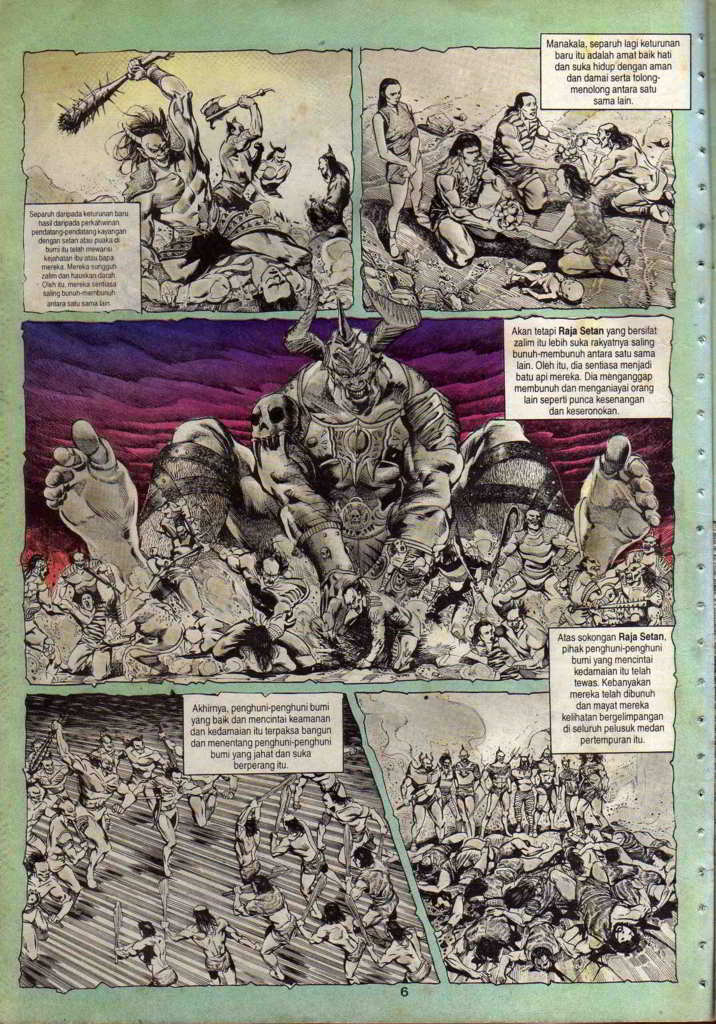 Separuh daripada keturunan baru
hasil daripada perkahwinan
pendatang-pendatang kayangan
dengan setan atau puaka di
bumi itu telah mewarisi
kejahatan ibu atau bapa
mereka. Mereka sungguh
zalim dan hauskan darah.
Oleh itu, mereka sentiasa
saling bunuh-membunuh
antara satu sama lain.
Manakala, separuh lagi keturunan
baru itu adalah amat baik hati
dan suka hidup dengan aman
dan damai serta tolong-
menolong antara satu
sama lain.
Akan tetapi Raja Setan yang bersifat
zalim itu lebih suka rakyatnya saling
bunuh-membunuh antara satu sama
lain. Oleh itu, dia sentiasa menjadi
batu api mereka. Dia menganggap
membunuh dan menganiayai orang
lain seperti punca kesenangan
dan keseronokan.
Akhirnya, penghuni-penghuni bumi
yang baik dan mencintai keamanan
dan kedamaian itu terpaksa bangun
dan menentang penghuni-penghuni
bumi yang jahat dan suka
berperang itu.
Atas sokongan Raja Setan,
pihak penghuni-penghuni
bumi yang mencintai
kedamaian itu telah
tewas. Kebanyakan
mereka telah dibunuh
dan mayat mereka
kelihatan bergelimpangan
di seluruh pelusuk medan
pertempuran itu.
6